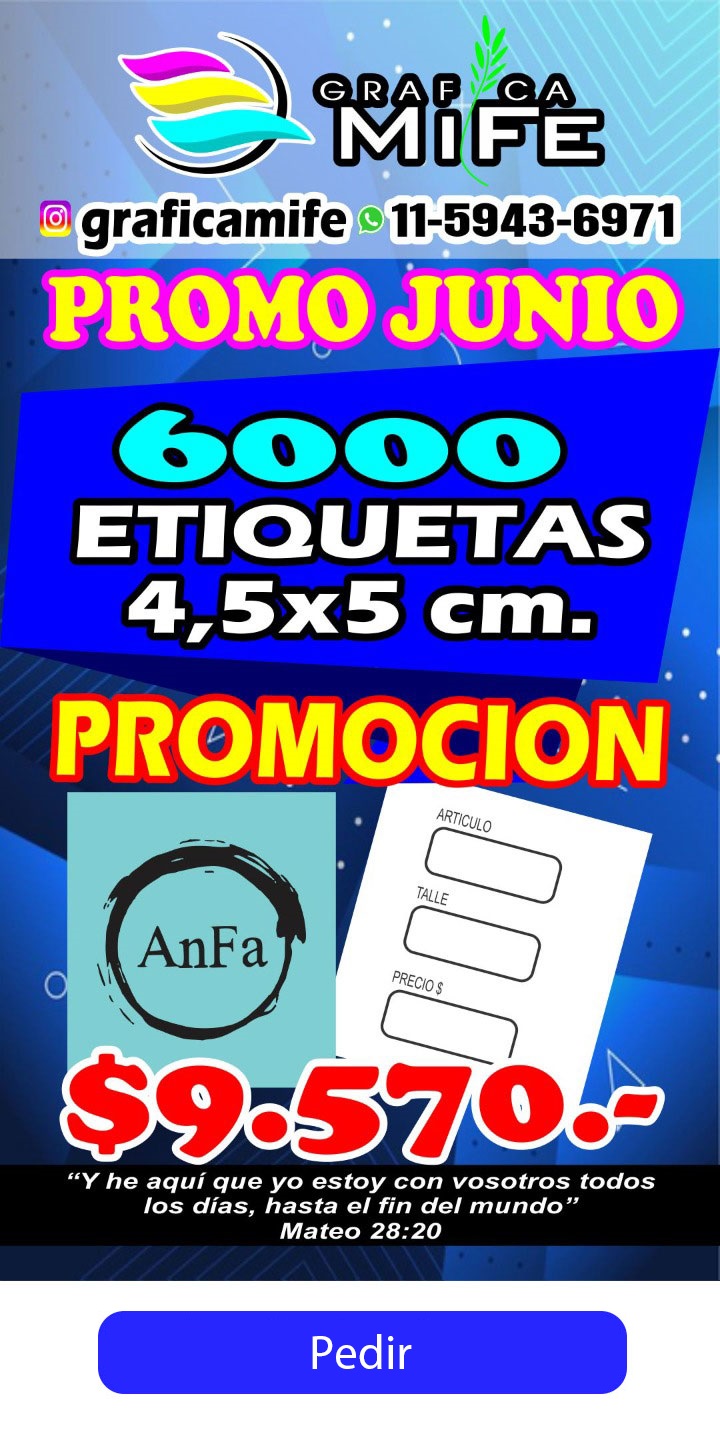 GRAFICA
MIFE
graficamife 11-5943-6971
PROMO JUNIO
6000
ETIQUETAS
4,5x5 cm.
PROMOCION
ARTICULO
TALLE
PRECIO $
AnFa
$9.570.-
“Y he aquí que yo estoy con vosotros todos
los días, hasta el fin del mundo”
Mateo 28:20
Pedir